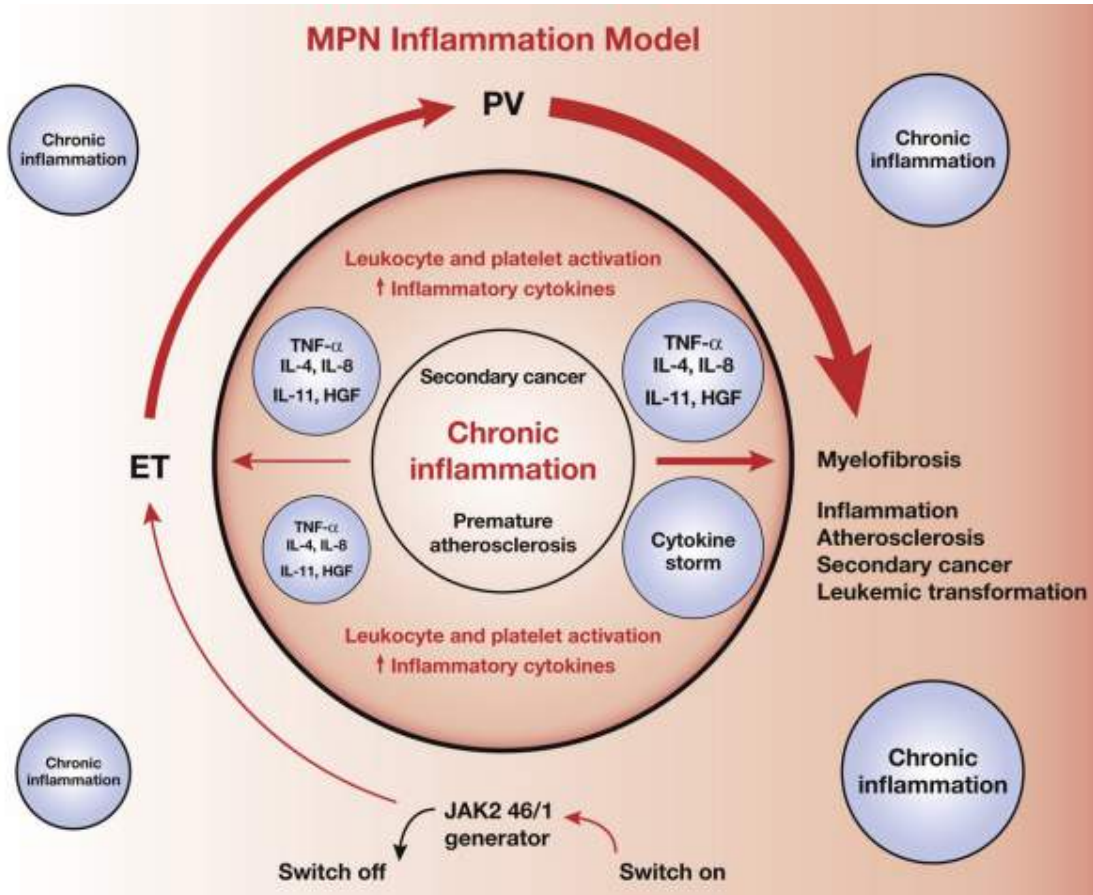 MPN Inflammation Model
PV
Chronic
inflammation
Chronic
inflammation
Leukocyte and platelet activation
↑ Inflammatory cytokines
TNF-α
IL-4, IL-8
IL-11, HGF
TNF-α
IL-4, IL-8
IL-11, HGF
Secondary cancer
Chronic
inflammation
Premature
atherosclerosis
ET
TNF-α
IL-4, IL-8
IL-11, HGF
Cytokine
storm
Myelofibrosis
Inflammation
Atherosclerosis
Secondary cancer
Leukemic transformation
Leukocyte and platelet activation
↑ Inflammatory cytokines
Chronic
inflammation
Chronic
inflammation
JAK2 46/1
generator
Switch off
Switch on